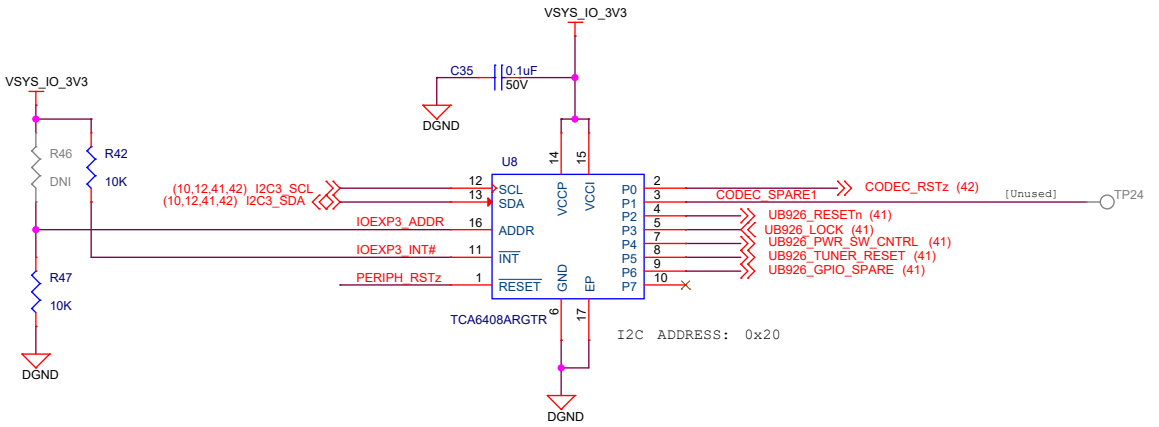 VSYS_IO_3V3
C35 0.1uF
50V
DGND
VSYS_IO_3V3
R46
DNI
R42
10K
U8
14
15
VCCP
VCCI
(10,12,41,42) I2C3_SCL 12 SCL
(10,12,41,42) I2C3_SDA 13 SDA
IOEXP3_ADDR 16 ADDR
IOEXP3_INT# 11 INT
PERIPH_RSTz 1 RESET
P0 2 CODEC_RSTz (42)
P1 3 CODEC_SPARE1 [Unused] TP24
P2 4 UB926_RESETn (41)
P3 5 UB926_LOCK (41)
P4 7 UB926_PWR_SW_CNTRL (41)
P5 8 UB926_TUNER_RESET (41)
P6 9 UB926_GPIO_SPARE (41)
P7 10
GND
EP
6
17
R47
10K
DGND
TCA6408ARGTR
I2C ADDRESS: 0x20
DGND